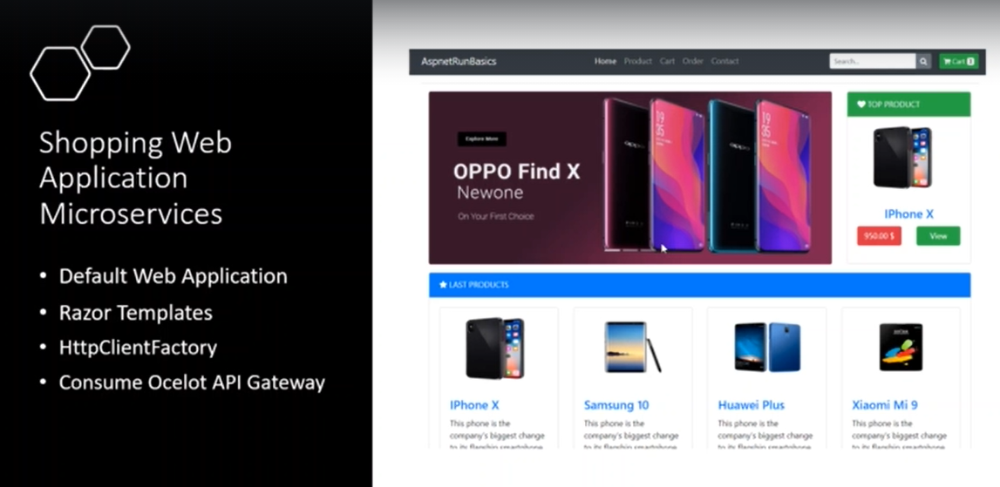 Shopping Web
Application
Microservices
• Default Web Application
• Razor Templates
• HttpClientFactory
• Consume Ocelot API Gateway
AspnetRunBasics
Home Product Cart Order Contact
Search...
Cart 3
Explore More
OPPO Find X
Newone
On Your First Choice
TOP PRODUCT
IPhone X
950.00 $
View
LAST PRODUCTS
IPhone X
This phone is the
company's biggest change
to its flagship smartphone
Samsung 10
This phone is the
company's biggest change
to its flagship smartphone
Huawei Plus
This phone is the
company's biggest change
to its flagship smartphone
Xiaomi Mi 9
This phone is the
company's biggest change
to its flagship smartphone